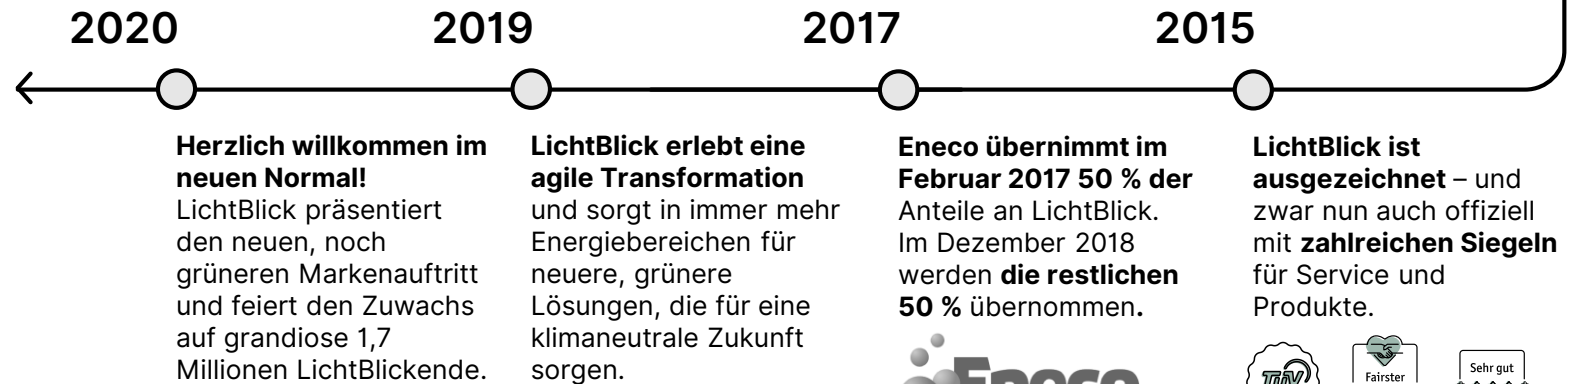 2020
Herzlich willkommen im
neuen Normal!
LichtBlick präsentiert
den neuen, noch
grüneren Markenauftritt
und feiert den Zuwachs
auf grandiose 1,7
Millionen LichtBlickende.
2019
LichtBlick erlebt eine
agile Transformation
und sorgt in immer mehr
Energiebereichen für
neuere, grünere
Lösungen, die für eine
klimaneutrale Zukunft
sorgen.
2017
Eneco übernimmt im
Februar 2017 50 % der
Anteile an LichtBlick.
Im Dezember 2018
werden die restlichen
50 % übernommen.
Eneco
2015
LichtBlick ist
ausgezeichnet – und
zwar nun auch offiziell
mit zahlreichen Siegeln
für Service und
Produkte.
TÜV
Fairster
Sehr gut